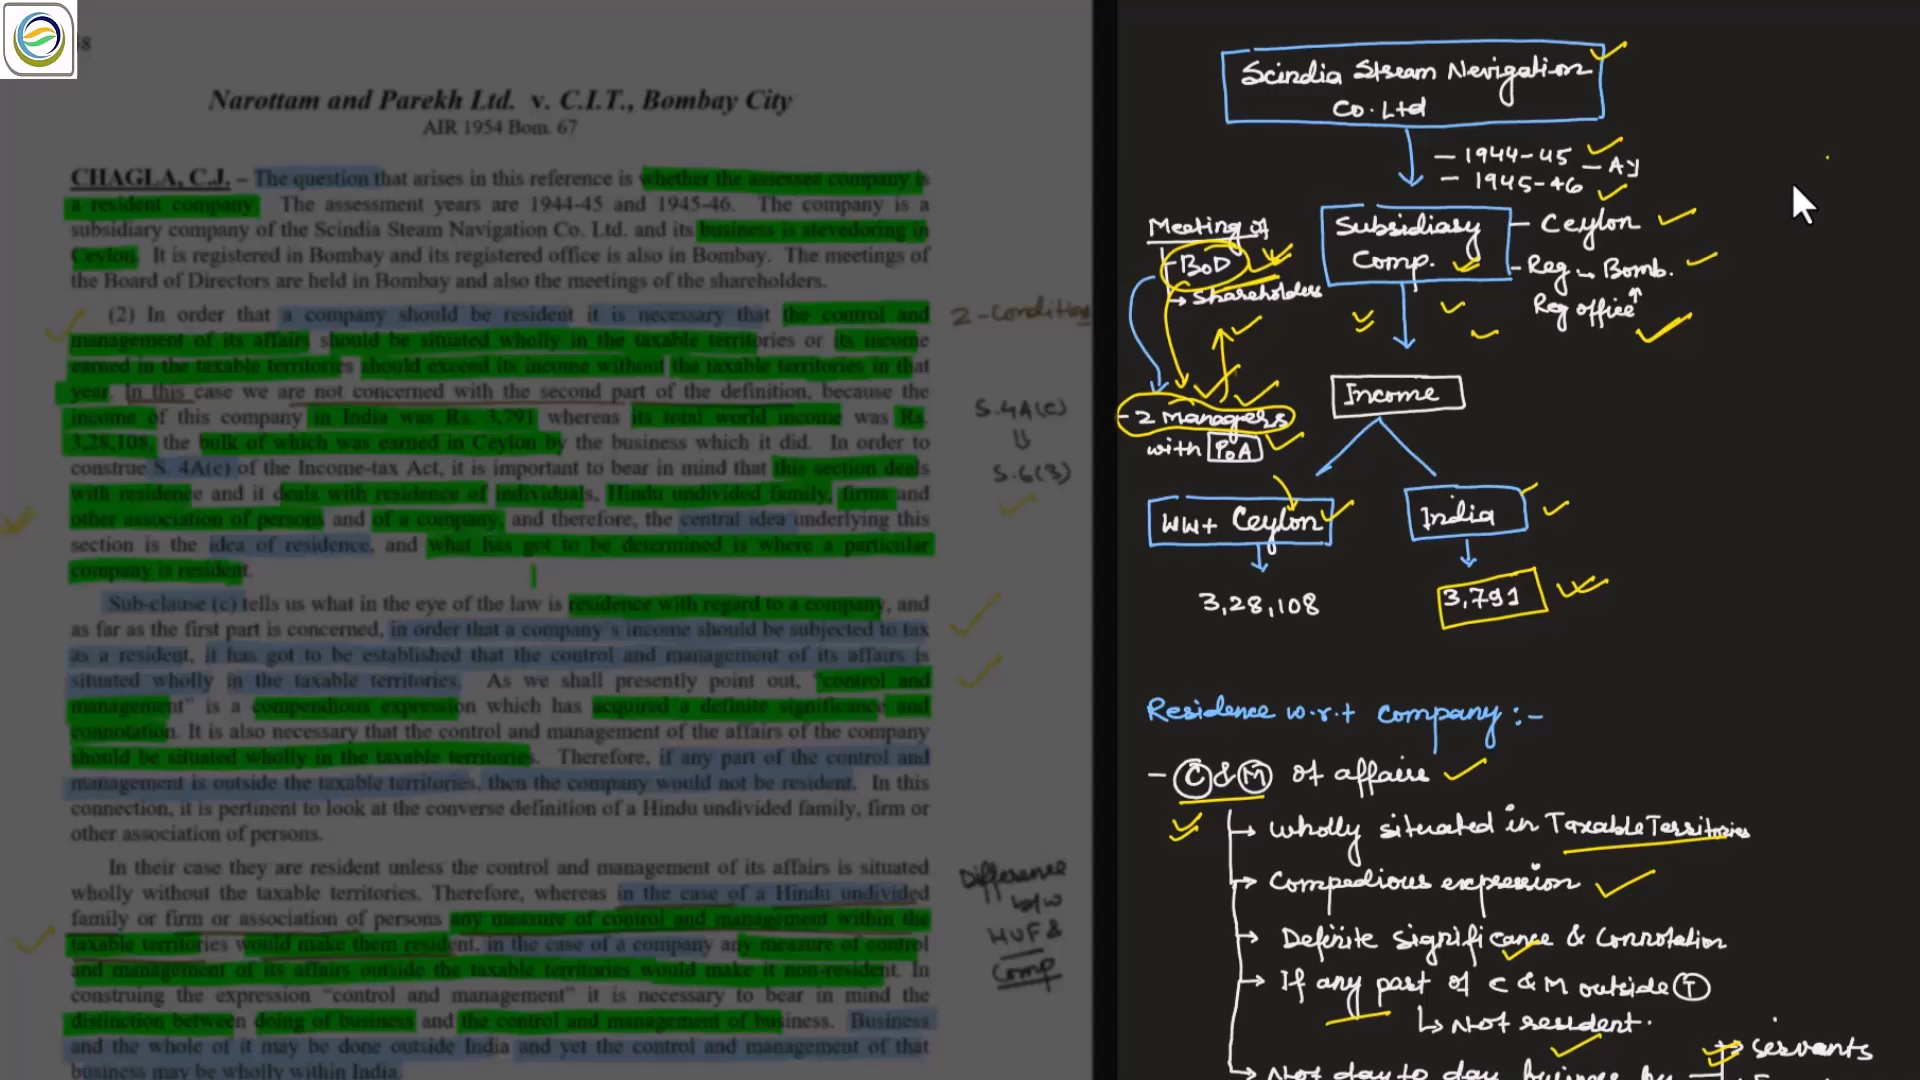 8
Narottam and Parekh Ltd. v. C.I.T., Bombay City
AIR 1954 Bom. 67
CHAGLA, C.J. – The question that arises in this reference is whether the assessee company is
a resident company. The assessment years are 1944-45 and 1945-46. The company is a
subsidiary company of the Scindia Steam Navigation Co. Ltd. and its business is stevedoring in
Ceylon. It is registered in Bombay and its registered office is also in Bombay. The meetings of
the Board of Directors are held in Bombay and also the meetings of the shareholders.
(2) In order that a company should be resident it is necessary that the control and
management of its affairs should be situated wholly in the taxable territories or its income
earned in the taxable territories should exceed its income without the taxable territories in that
year. In this case we are not concerned with the second part of the definition, because the
income of this company in India was Rs. 3,791 whereas its total world income was Rs.
3,28,108, the bulk of which was earned in Ceylon by the business which it did. In order to
construe S. 4A(c) of the Income-tax Act, it is important to bear in mind that this section deals
with residence and it deals with residence of individuals, Hindu undivided family, firms and
other association of persons and of a company, and therefore, the central idea underlying this
section is the idea of residence, and what has got to be determined is where a particular
company is resident.
Sub-clause (c) tells us what in the eye of the law is residence with regard to a company, and
as far as the first part is concerned, in order that a company's income should be subjected to tax
as a resident, it has got to be established that the control and management of its affairs is
situated wholly in the taxable territories. As we shall presently point out, "control and
management" is a compendious expression which has acquired a definite significance and
connotation. It is also necessary that the control and management of the affairs of the company
should be situated wholly in the taxable territories. Therefore, if any part of the control and
management is outside the taxable territories, then the company would not be resident. In this
connection, it is pertinent to look at the converse definition of a Hindu undivided family, firm or
other association of persons.
In their case they are resident unless the control and management of its affairs is situated
wholly without the taxable territories. Therefore, whereas in the case of a Hindu undivided
family or firm or association of persons any measure of control and management within the
taxable territories would make them resident, in the case of a company any measure of control
and management of its affairs outside the taxable territories would make it non-resident. In
construing the expression "control and management" it is necessary to bear in mind the
distinction between doing of business and the control and management of business. Business
and the whole of it may be done outside India and yet the control and management of that
business may be wholly within India.
2-Condition
S.4A(c)
S.6(3)
Difference
b/w
HUF &
Comp
Scindia Steam Nevigation
Co. Ltd
- 1944-45
- 1945-46
- Ay
Meeting of
- BoD
→ Shareholders
Subsidiary
Comp.
- Ceylon
- Reg - Bomb.
Reg office
- 2 Managers
with PoA
Income
WW+ Ceylon
India
3,28,108
3,791
Residence w.r.t company :-
- C & M of affairs
→ Wholly situated in Taxable Territories
→ Compedious expression
→ Definite significance & Connotation
→ If any part of C & M outside T
↳ Not resident.
→ Not day to day business by
→ servants